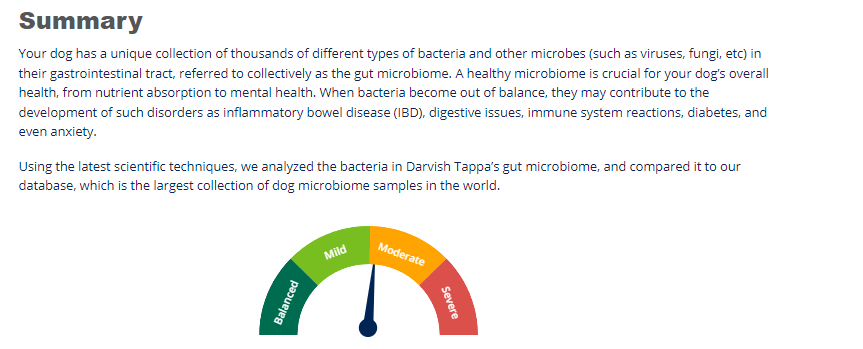 Summary
Your dog has a unique collection of thousands of different types of bacteria and other microbes (such as viruses, fungi, etc) in
their gastrointestinal tract, referred to collectively as the gut microbiome. A healthy microbiome is crucial for your dog's overall
health, from nutrient absorption to mental health. When bacteria become out of balance, they may contribute to the
development of such disorders as inflammatory bowel disease (IBD), digestive issues, immune system reactions, diabetes, and
even anxiety.
Using the latest scientific techniques, we analyzed the bacteria in Darvish Tappa's gut microbiome, and compared it to our
database, which is the largest collection of dog microbiome samples in the world.
Balanced
Mild
Moderate
Severe